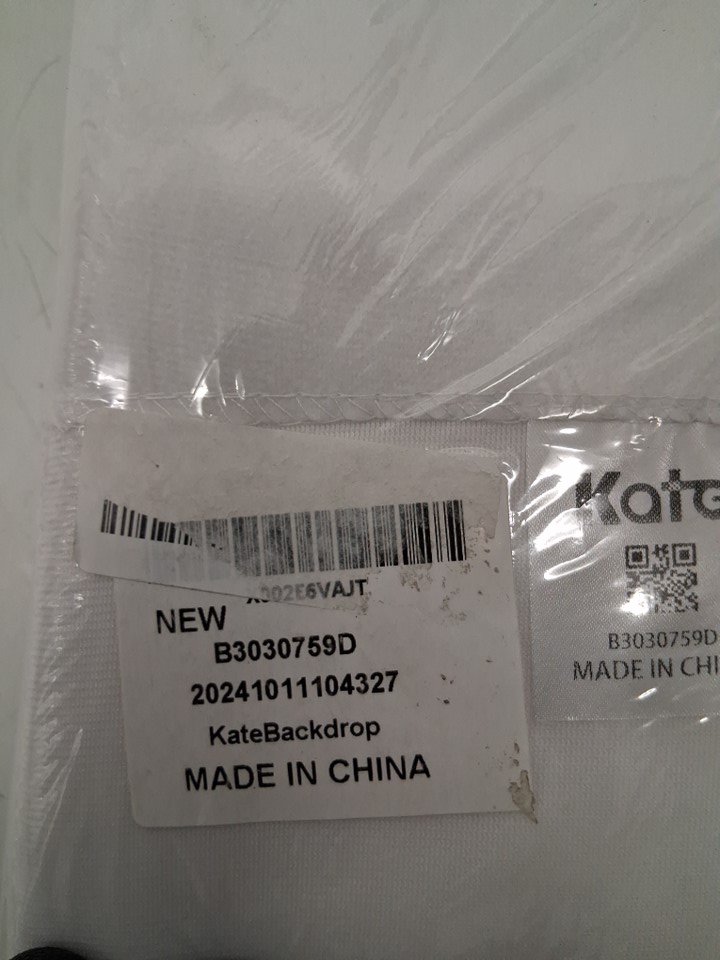 X002E6VAJT
NEW
B3030759D
20241011104327
KateBackdrop
MADE IN CHINA
Kate
B3030759D
MADE IN CHI